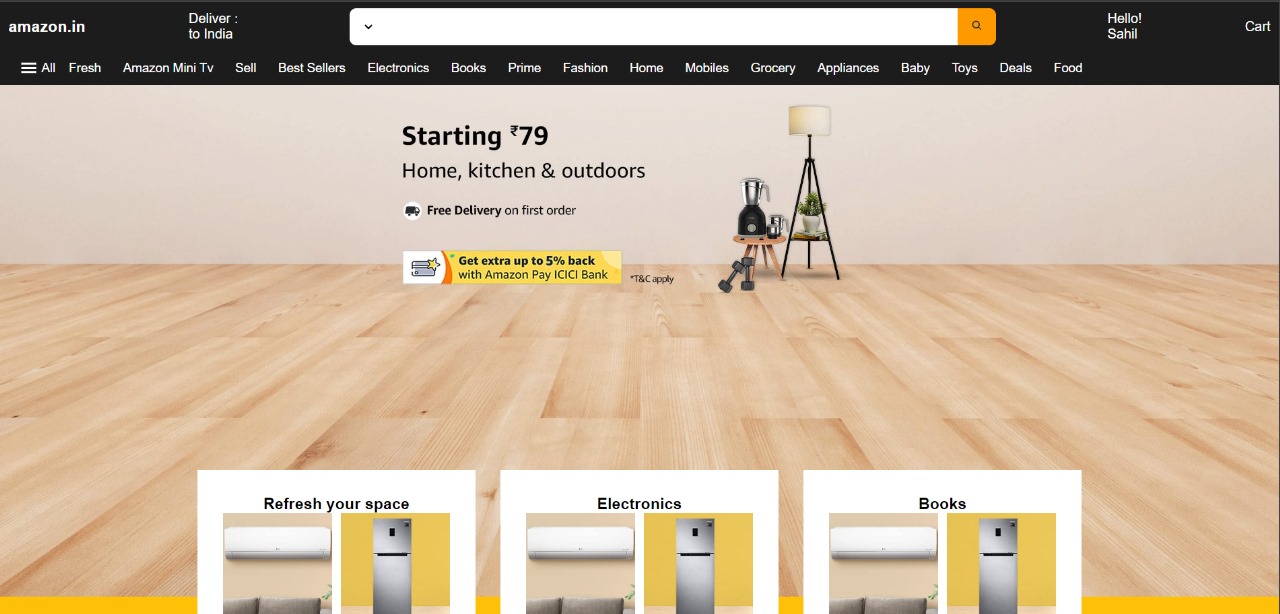 amazon.in
Deliver :
to India
Hello!
Sahil
Cart
All Fresh Amazon Mini Tv Sell Best Sellers Electronics Books Prime Fashion Home Mobiles Grocery Appliances Baby Toys Deals Food
Starting ₹79
Home, kitchen & outdoors
Free Delivery on first order
Get extra up to 5% back
with Amazon Pay ICICI Bank
*T&C apply
Refresh your space
Electronics
Books